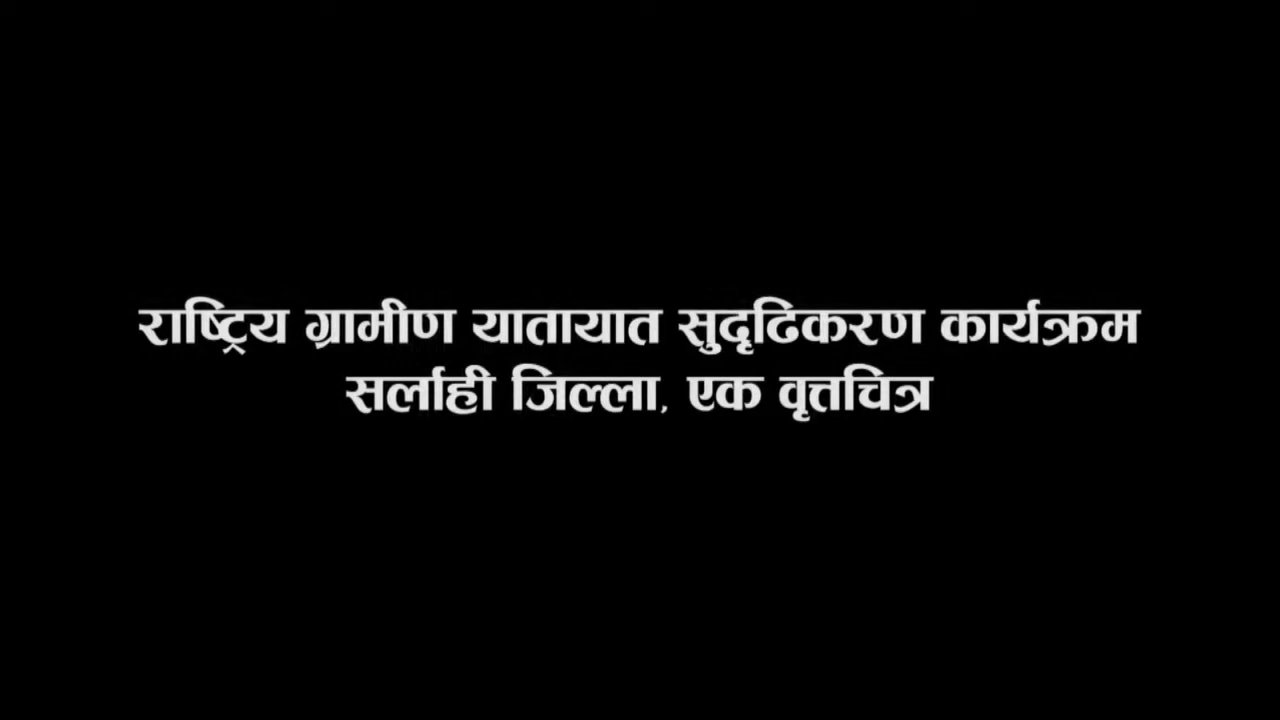 राष्ट्रिय ग्रामीण यातायात सुदृढिकरण कार्यक्रम
सर्लाही जिल्ला, एक वृत्तचित्र